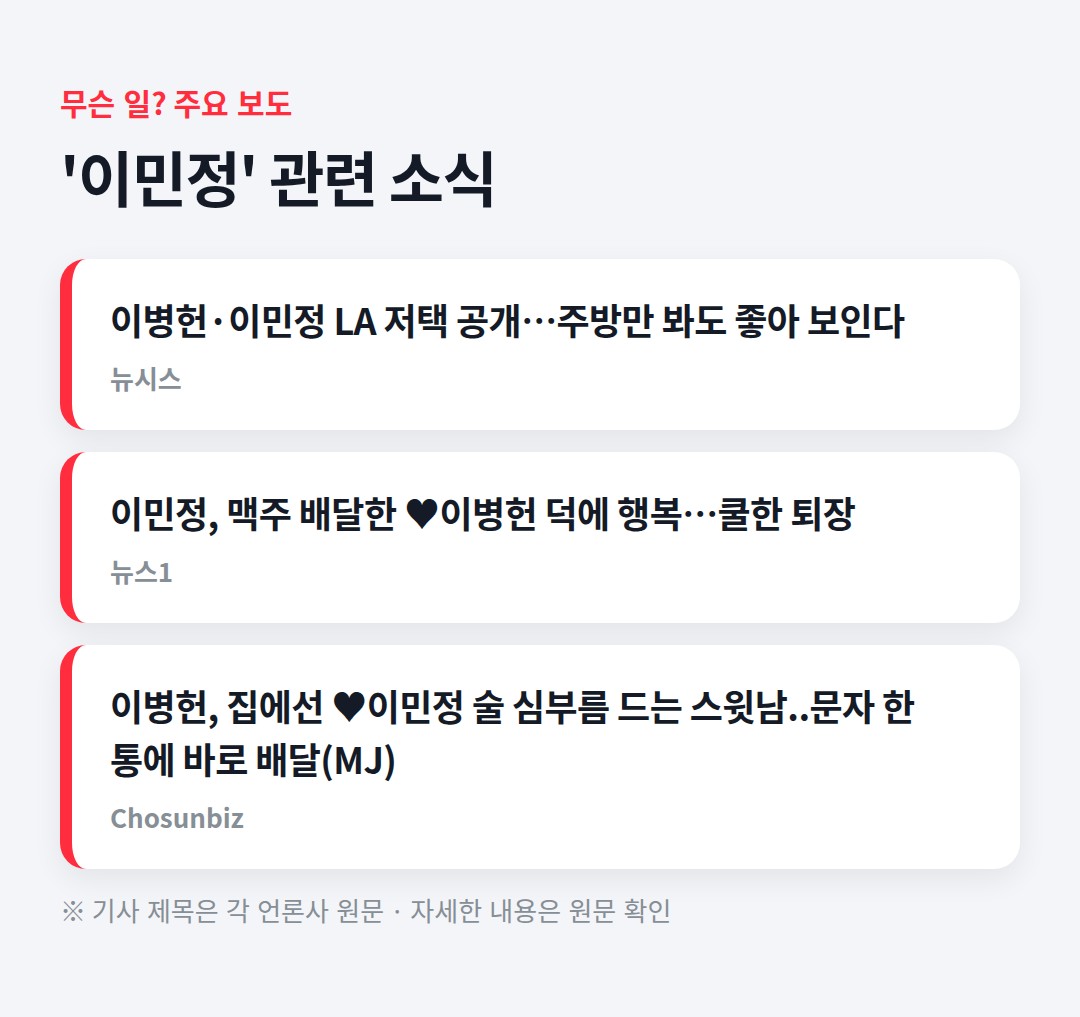 무슨 일? 주요 보도
'이민정' 관련 소식
이병헌·이민정 LA 저택 공개…주방만 봐도 좋아 보인다
뉴시스
이민정, 맥주 배달한 ♥이병헌 덕에 행복…쿨한 퇴장
뉴스1
이병헌, 집에선 ♥이민정 술 심부름 드는 스윗남..문자 한
통에 바로 배달(MJ)
Chosunbiz
※ 기사 제목은 각 언론사 원문 · 자세한 내용은 원문 확인